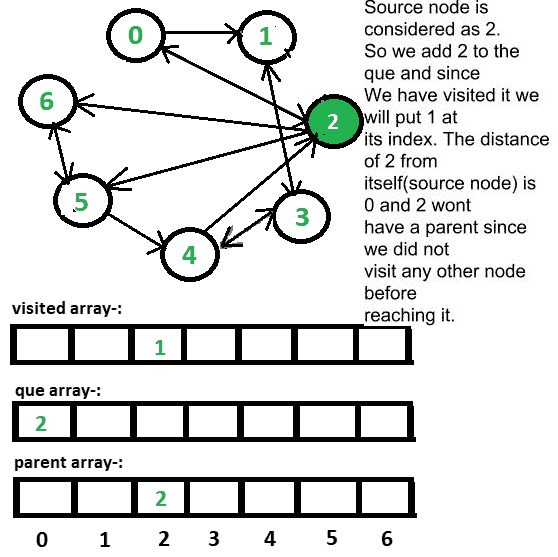 0
1
6
2
5
3
4
Source node is
considered as 2.
So we add 2 to the
que and since
We have visited it we
will put 1 at
its index. The distance
of 2 from
itself(source node) is
0 and 2 wont
have a parent since
we did not
visit any other node
before
reaching it.
visited array-:
1
que array-:
2
parent array-:
2
0 1 2 3 4 5 6